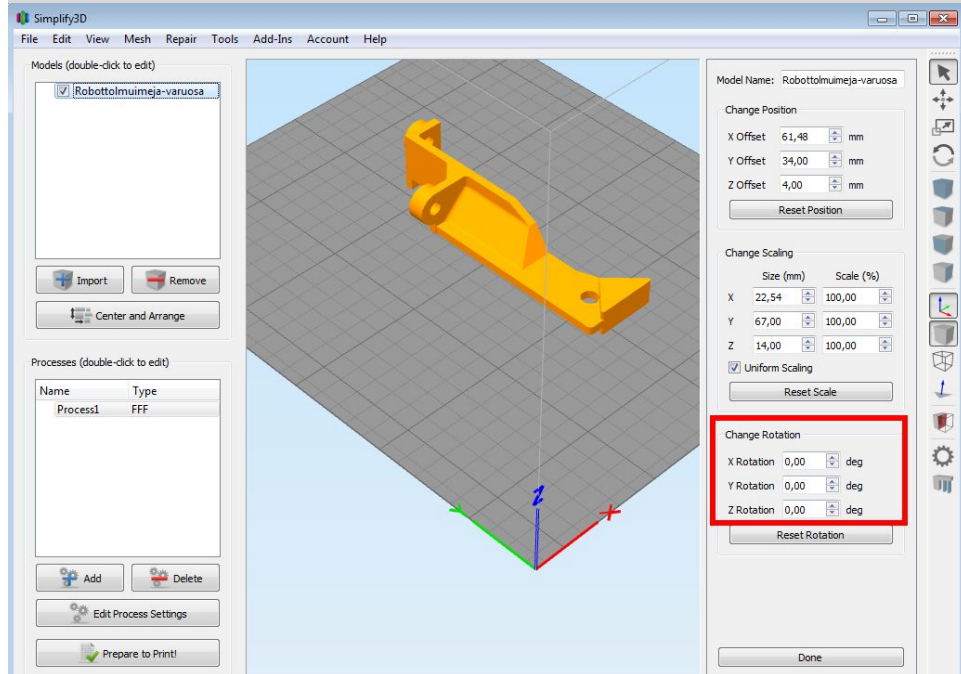 Simplify3D
File Edit View Mesh Repair Tools Add-Ins Account Help
Models (double-click to edit)
Robottolmuimeja-varuosa
Import Remove
Center and Arrange
Processes (double-click to edit)
Name Type
Process1 FFF
Add Delete
Edit Process Settings
Prepare to Print!
Z
Y
X
Model Name: Robottolmuimeja-varuosa
Change Position
X Offset 61,48 mm
Y Offset 34,00 mm
Z Offset 4,00 mm
Reset Position
Change Scaling
Size (mm) Scale (%)
X 22,54 100,00
Y 67,00 100,00
Z 14,00 100,00
Uniform Scaling
Reset Scale
Change Rotation
X Rotation 0,00 deg
Y Rotation 0,00 deg
Z Rotation 0,00 deg
Reset Rotation
Done